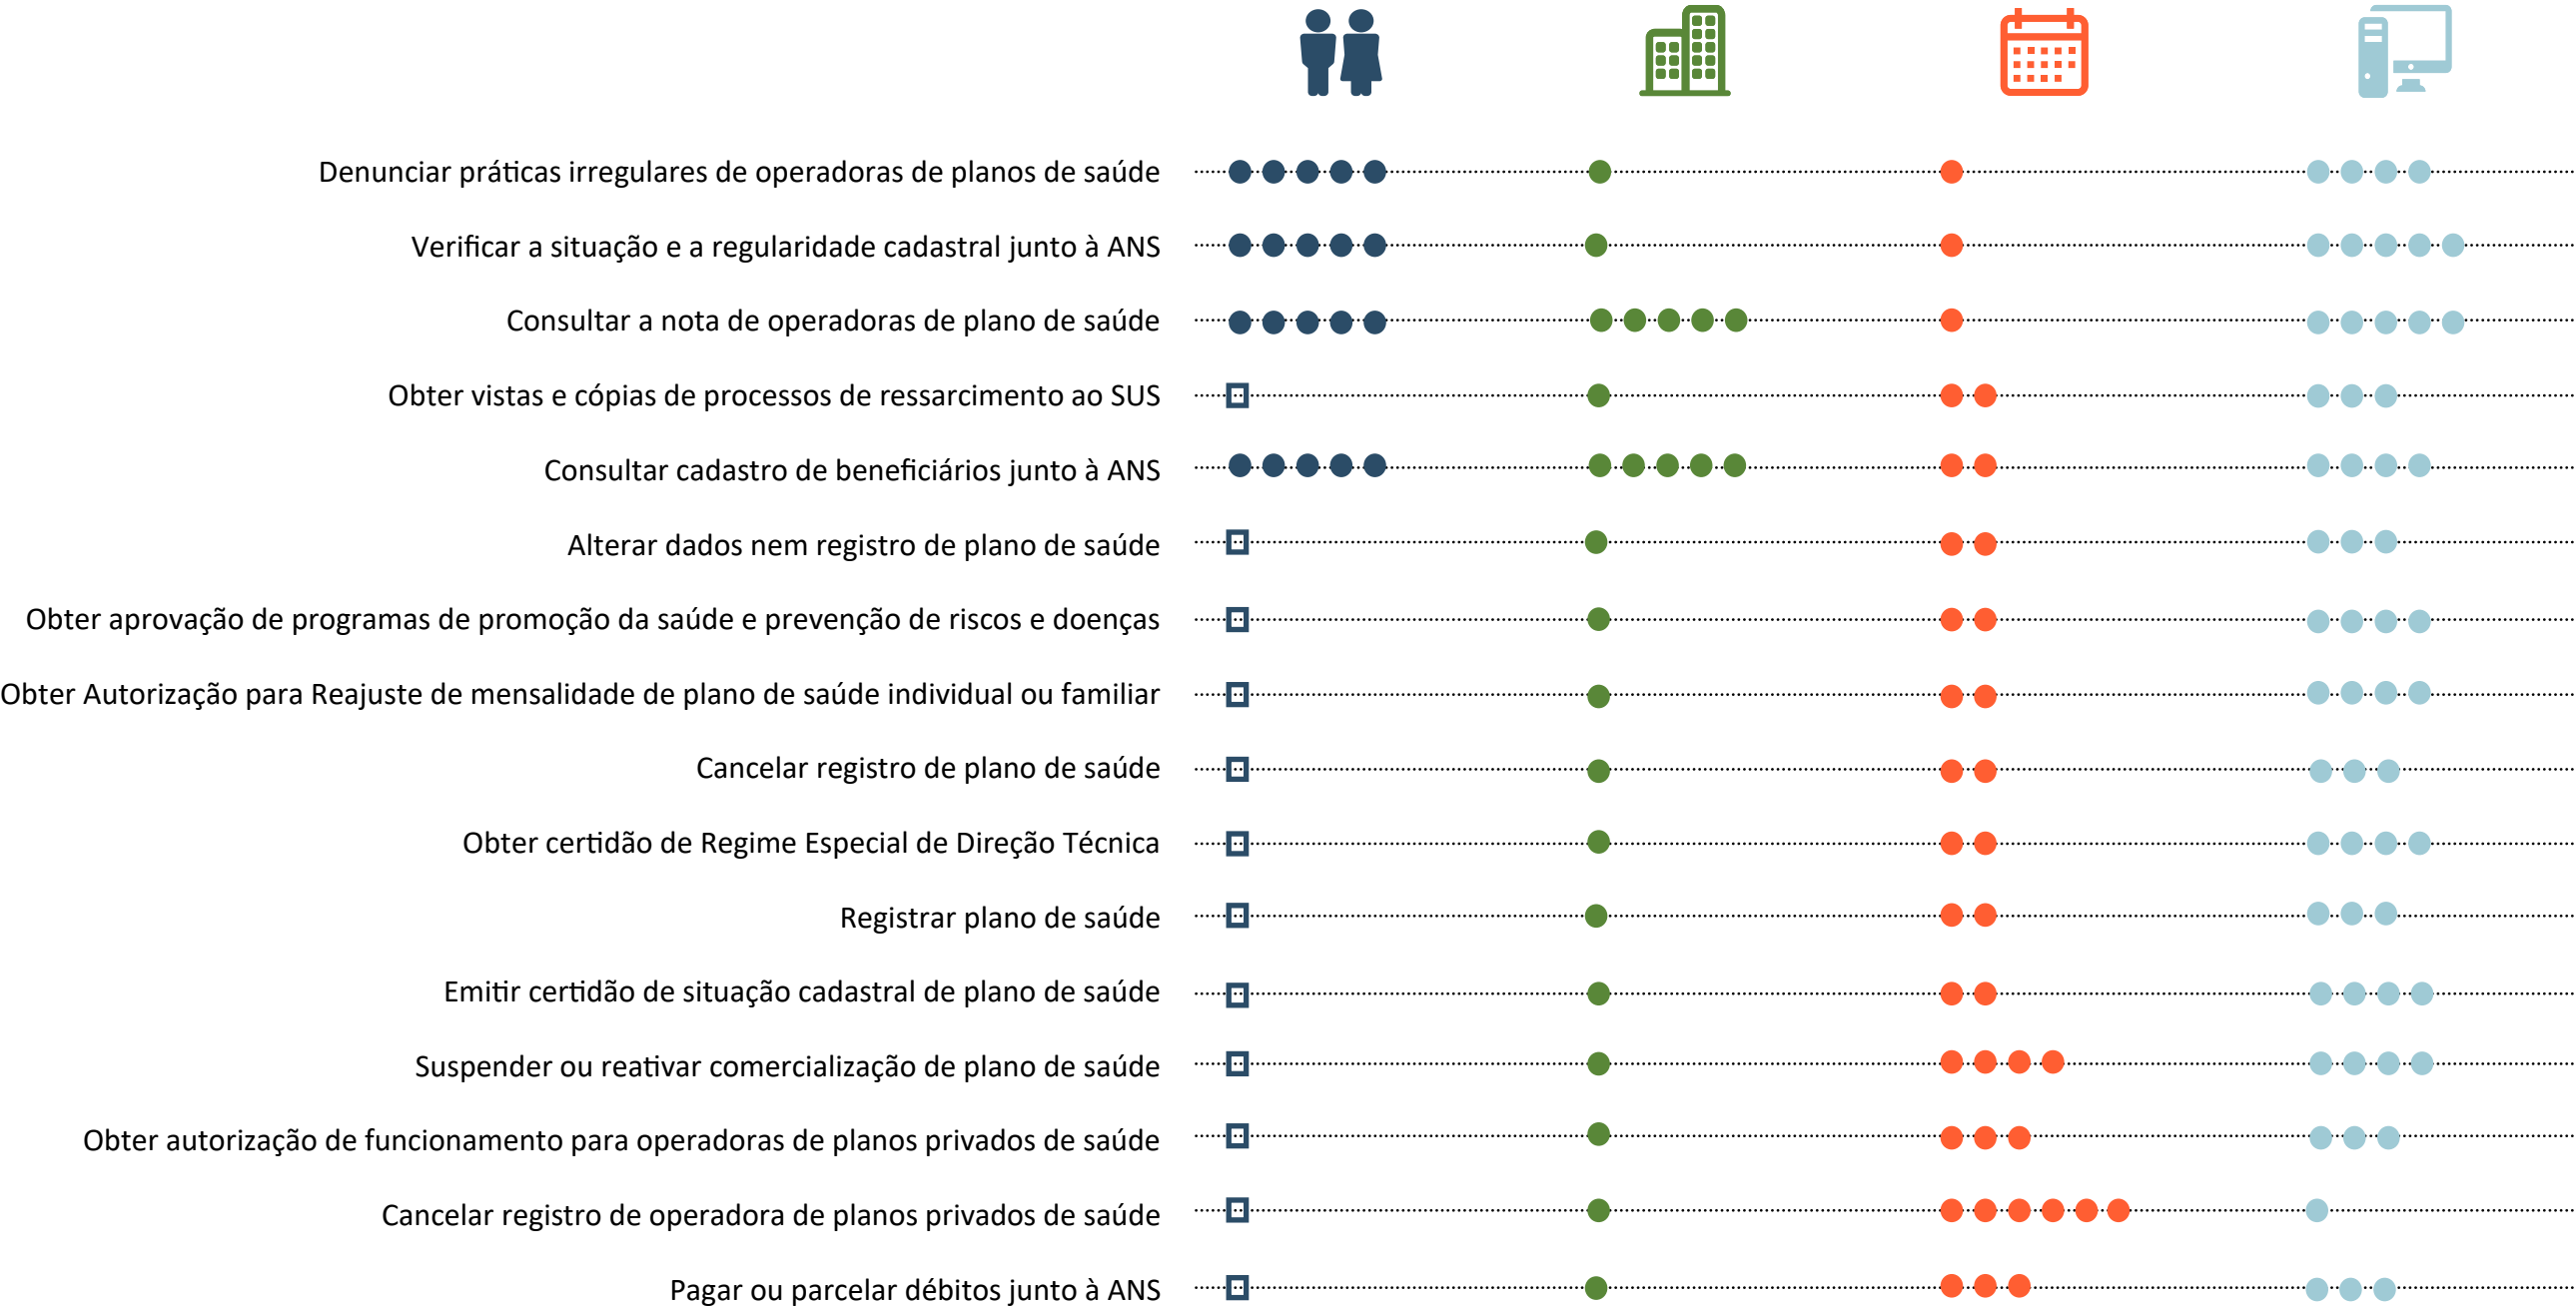 Denunciar práticas irregulares de operadoras de planos de saúde
Verificar a situação e a regularidade cadastral junto à ANS
Consultar a nota de operadoras de plano de saúde
Obter vistas e cópias de processos de ressarcimento ao SUS
Consultar cadastro de beneficiários junto à ANS
Alterar dados nem registro de plano de saúde
Obter aprovação de programas de promoção da saúde e prevenção de riscos e doenças
Obter Autorização para Reajuste de mensalidade de plano de saúde individual ou familiar
Cancelar registro de plano de saúde
Obter certidão de Regime Especial de Direção Técnica
Registrar plano de saúde
Emitir certidão de situação cadastral de plano de saúde
Suspender ou reativar comercialização de plano de saúde
Obter autorização de funcionamento para operadoras de planos privados de saúde
Cancelar registro de operadora de planos privados de saúde
Pagar ou parcelar débitos junto à ANS